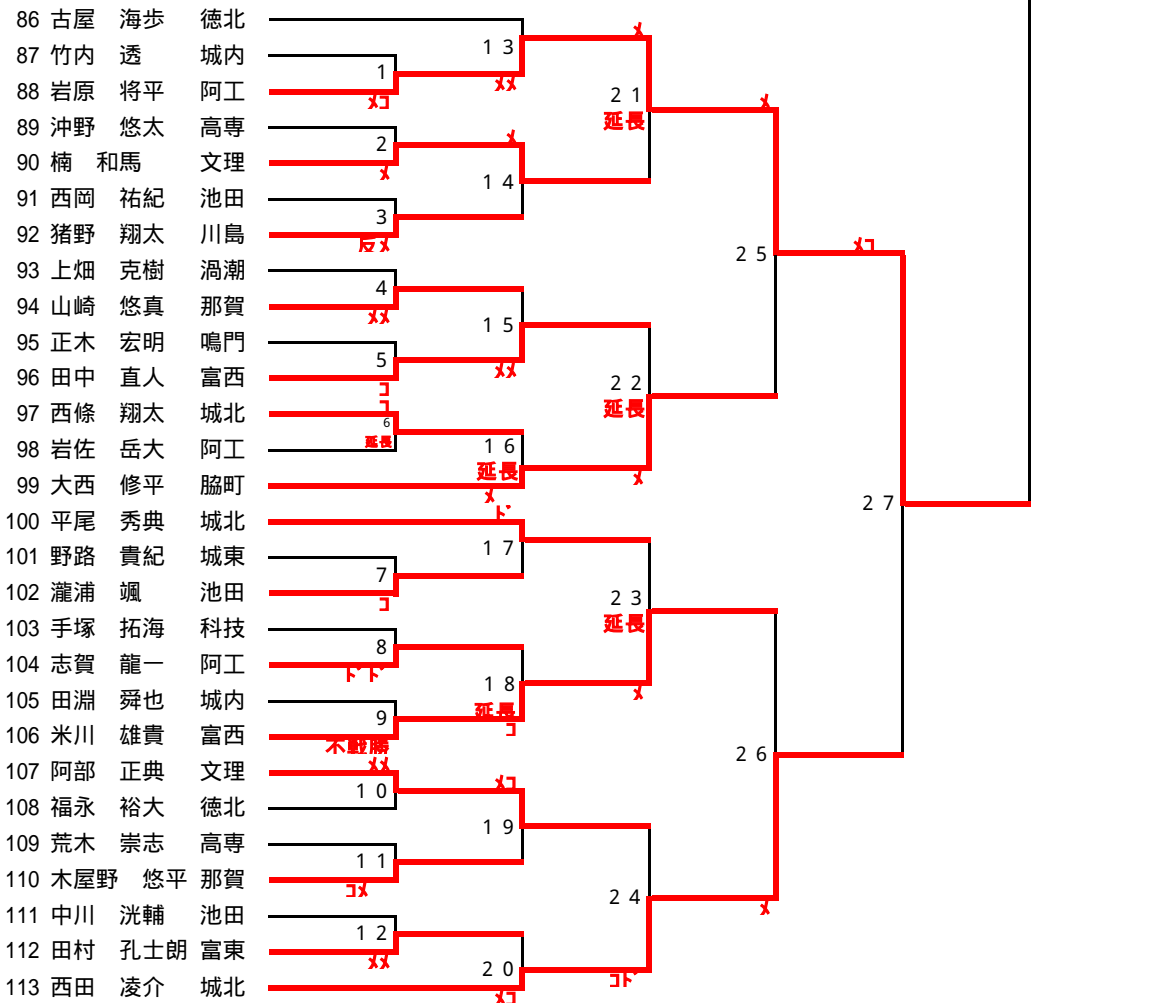 86 古屋 海歩 徳北
87 竹内 透 城内
88 岩原 将平 阿工
89 沖野 悠太 高専
90 楠 和馬 文理
91 西岡 祐紀 池田
92 猪野 翔太 川島
93 上畑 克樹 渦潮
94 山崎 悠真 那賀
95 正木 宏明 鳴門
96 田中 直人 富西
97 西條 翔太 城北
98 岩佐 岳大 阿工
99 大西 修平 脇町
100 平尾 秀典 城北
101 野路 貴紀 城東
102 瀧浦 颯 池田
103 手塚 拓海 科技
104 志賀 龍一 阿工
105 田淵 舜也 城内
106 米川 雄貴 富西
107 阿部 正典 文理
108 福永 裕大 徳北
109 荒木 崇志 高専
110 木屋野 悠平 那賀
111 中川 洸輔 池田
112 田村 孔士朗 富東
113 西田 凌介 城北
1
メコ
2
メ
3
反メ
4
メメ
5
コ
コ
6
延長
7
コ
8
ドド
9
不戦勝
メメ
10
11
コメ
12
メメ
13
メメ
メ
14
15
メメ
16
延長
メ
ド
17
18
延長
コ
メコ
19
20
メコ
メ
21
延長
22
延長
メ
23
延長
メ
24
コド
メ
25
26
メ
メコ
27